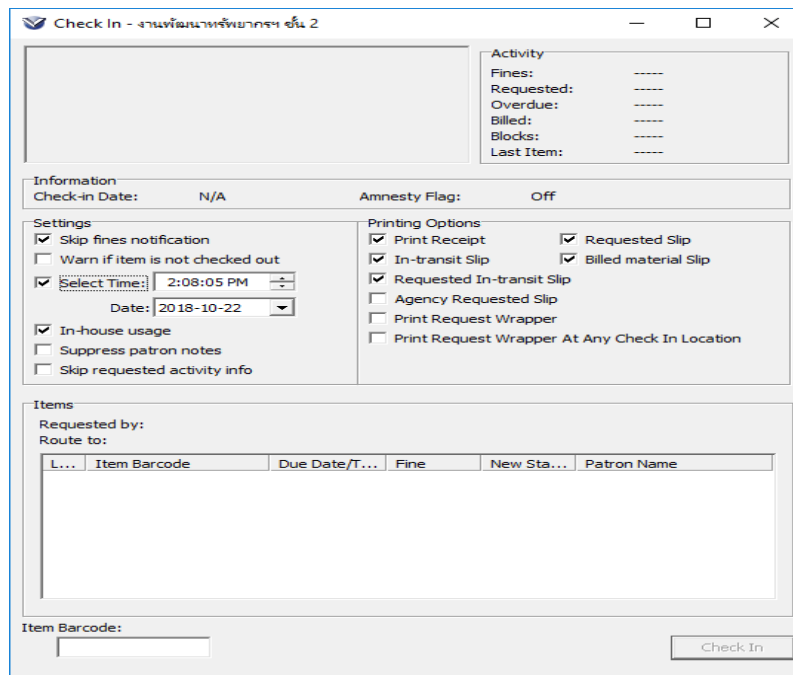 Check In - งานพัฒนาทรัพยากรฯ ชั้น 2
Activity
Fines: -----
Requested: -----
Overdue: -----
Billed: -----
Blocks: -----
Last Item: -----
Information
Check-in Date: N/A Amnesty Flag: Off
Settings
Skip fines notification
Warn if item is not checked out
Select Time: 2:08:05 PM
Date: 2018-10-22
In-house usage
Suppress patron notes
Skip requested activity info
Printing Options
Print Receipt Requested Slip
In-transit Slip Billed material Slip
Requested In-transit Slip
Agency Requested Slip
Print Request Wrapper
Print Request Wrapper At Any Check In Location
Items
Requested by:
Route to:
L... Item Barcode Due Date/T... Fine New Sta... Patron Name
Item Barcode:
Check In